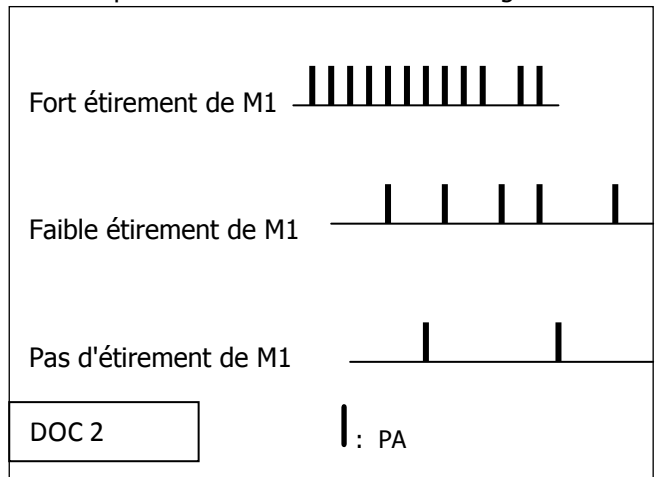 Fort étirement de M1
Faible étirement de M1
Pas d'étirement de M1
DOC 2
: PA